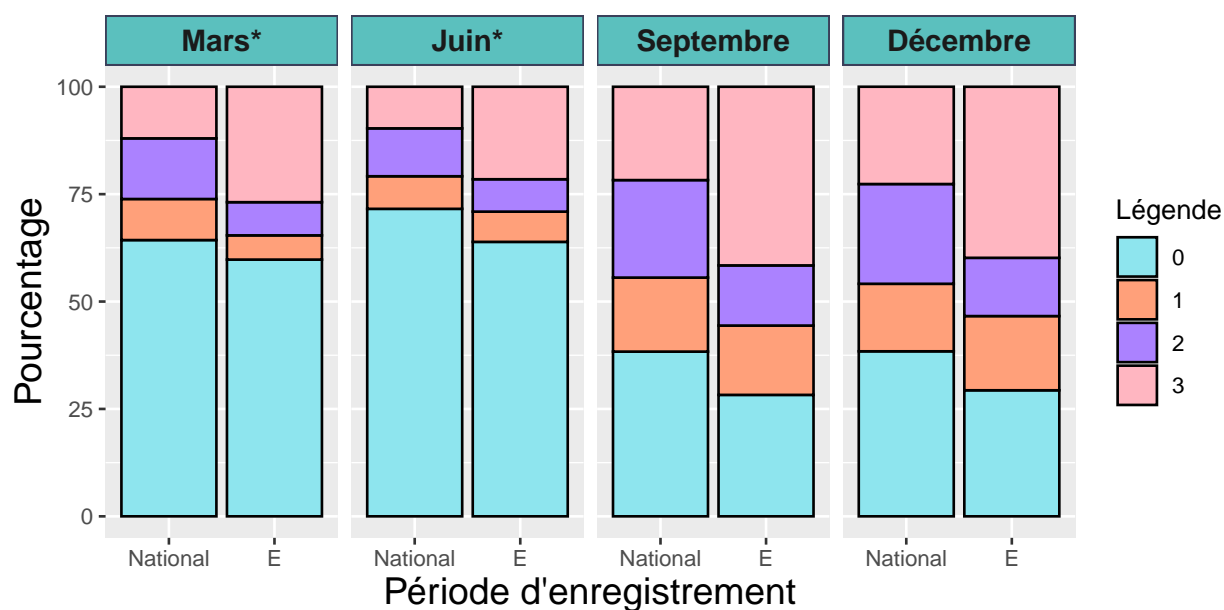 Mars* Juin* Septembre Décembre
100
75
50
25
0
Pourcentage
National E National E National E National E
Période d'enregistrement
Légende
0
1
2
3